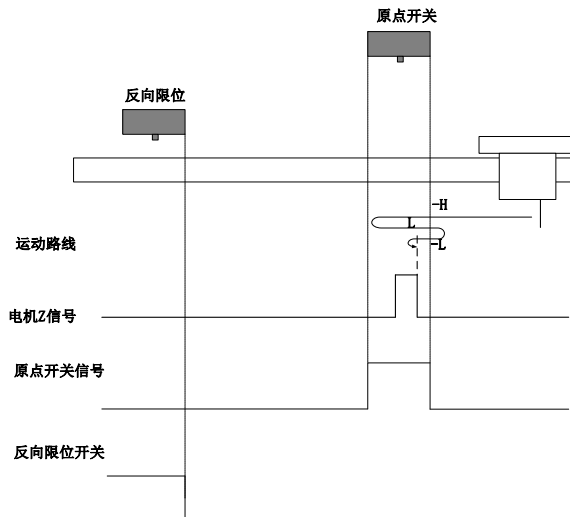 原点开关
反向限位
-H
L
-L
运动路线
电机Z信号
原点开关信号
反向限位开关